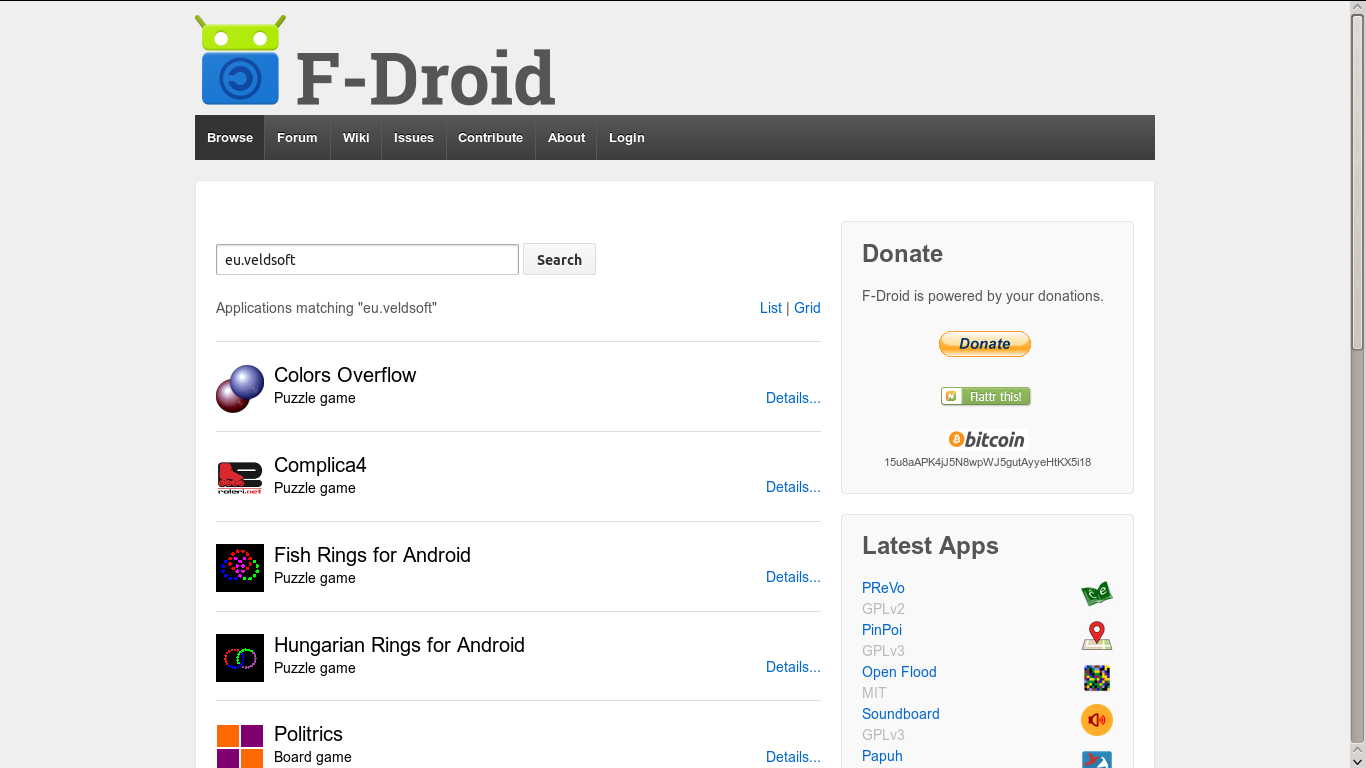 F-Droid
Browse Forum Wiki Issues Contribute About Login
eu.veldsoft Search
Applications matching "eu.veldsoft" List | Grid
Colors Overflow
Puzzle game Details...
roleri.net
Complica4
Puzzle game Details...
Fish Rings for Android
Puzzle game Details...
Hungarian Rings for Android
Puzzle game Details...
Politrics
Board game Details...
Donate
F-Droid is powered by your donations.
Donate
Flattr this!
bitcoin
15u8aAPK4jJ5N8wpWJ5gutAyyeHtKX5i18
Latest Apps
PReVo
GPLv2
PinPoi
GPLv3
Open Flood
MIT
Soundboard
GPLv3
Papuh